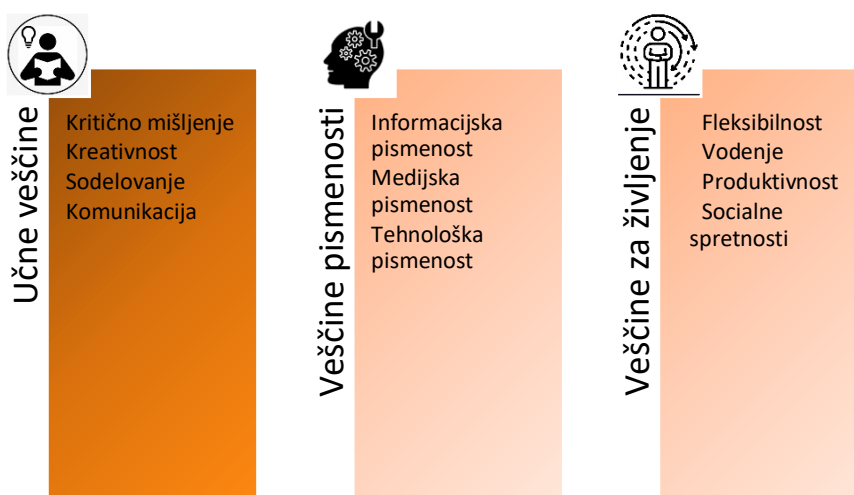 Učne veščine
Kritično mišljenje
Kreativnost
Sodelovanje
Komunikacija
Veščine pismenosti
Informacijska
pismenost
Medijska
pismenost
Tehnološka
pismenost
Veščine za življenje
Fleksibilnost
Vodenje
Produktivnost
Socialne
spretnosti